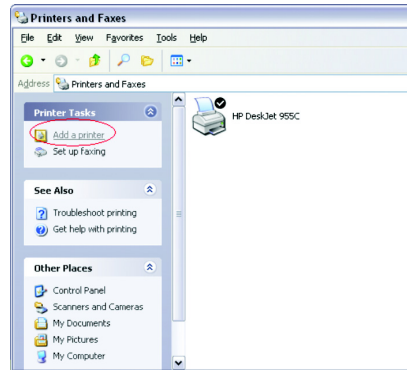 Printers and Faxes
File Edit View Favorites Tools Help
Address Printers and Faxes
Printer Tasks
Add a printer
Set up faxing
See Also
Troubleshoot printing
Get help with printing
Other Places
Control Panel
Scanners and Cameras
My Documents
My Pictures
My Computer
HP DeskJet 955C